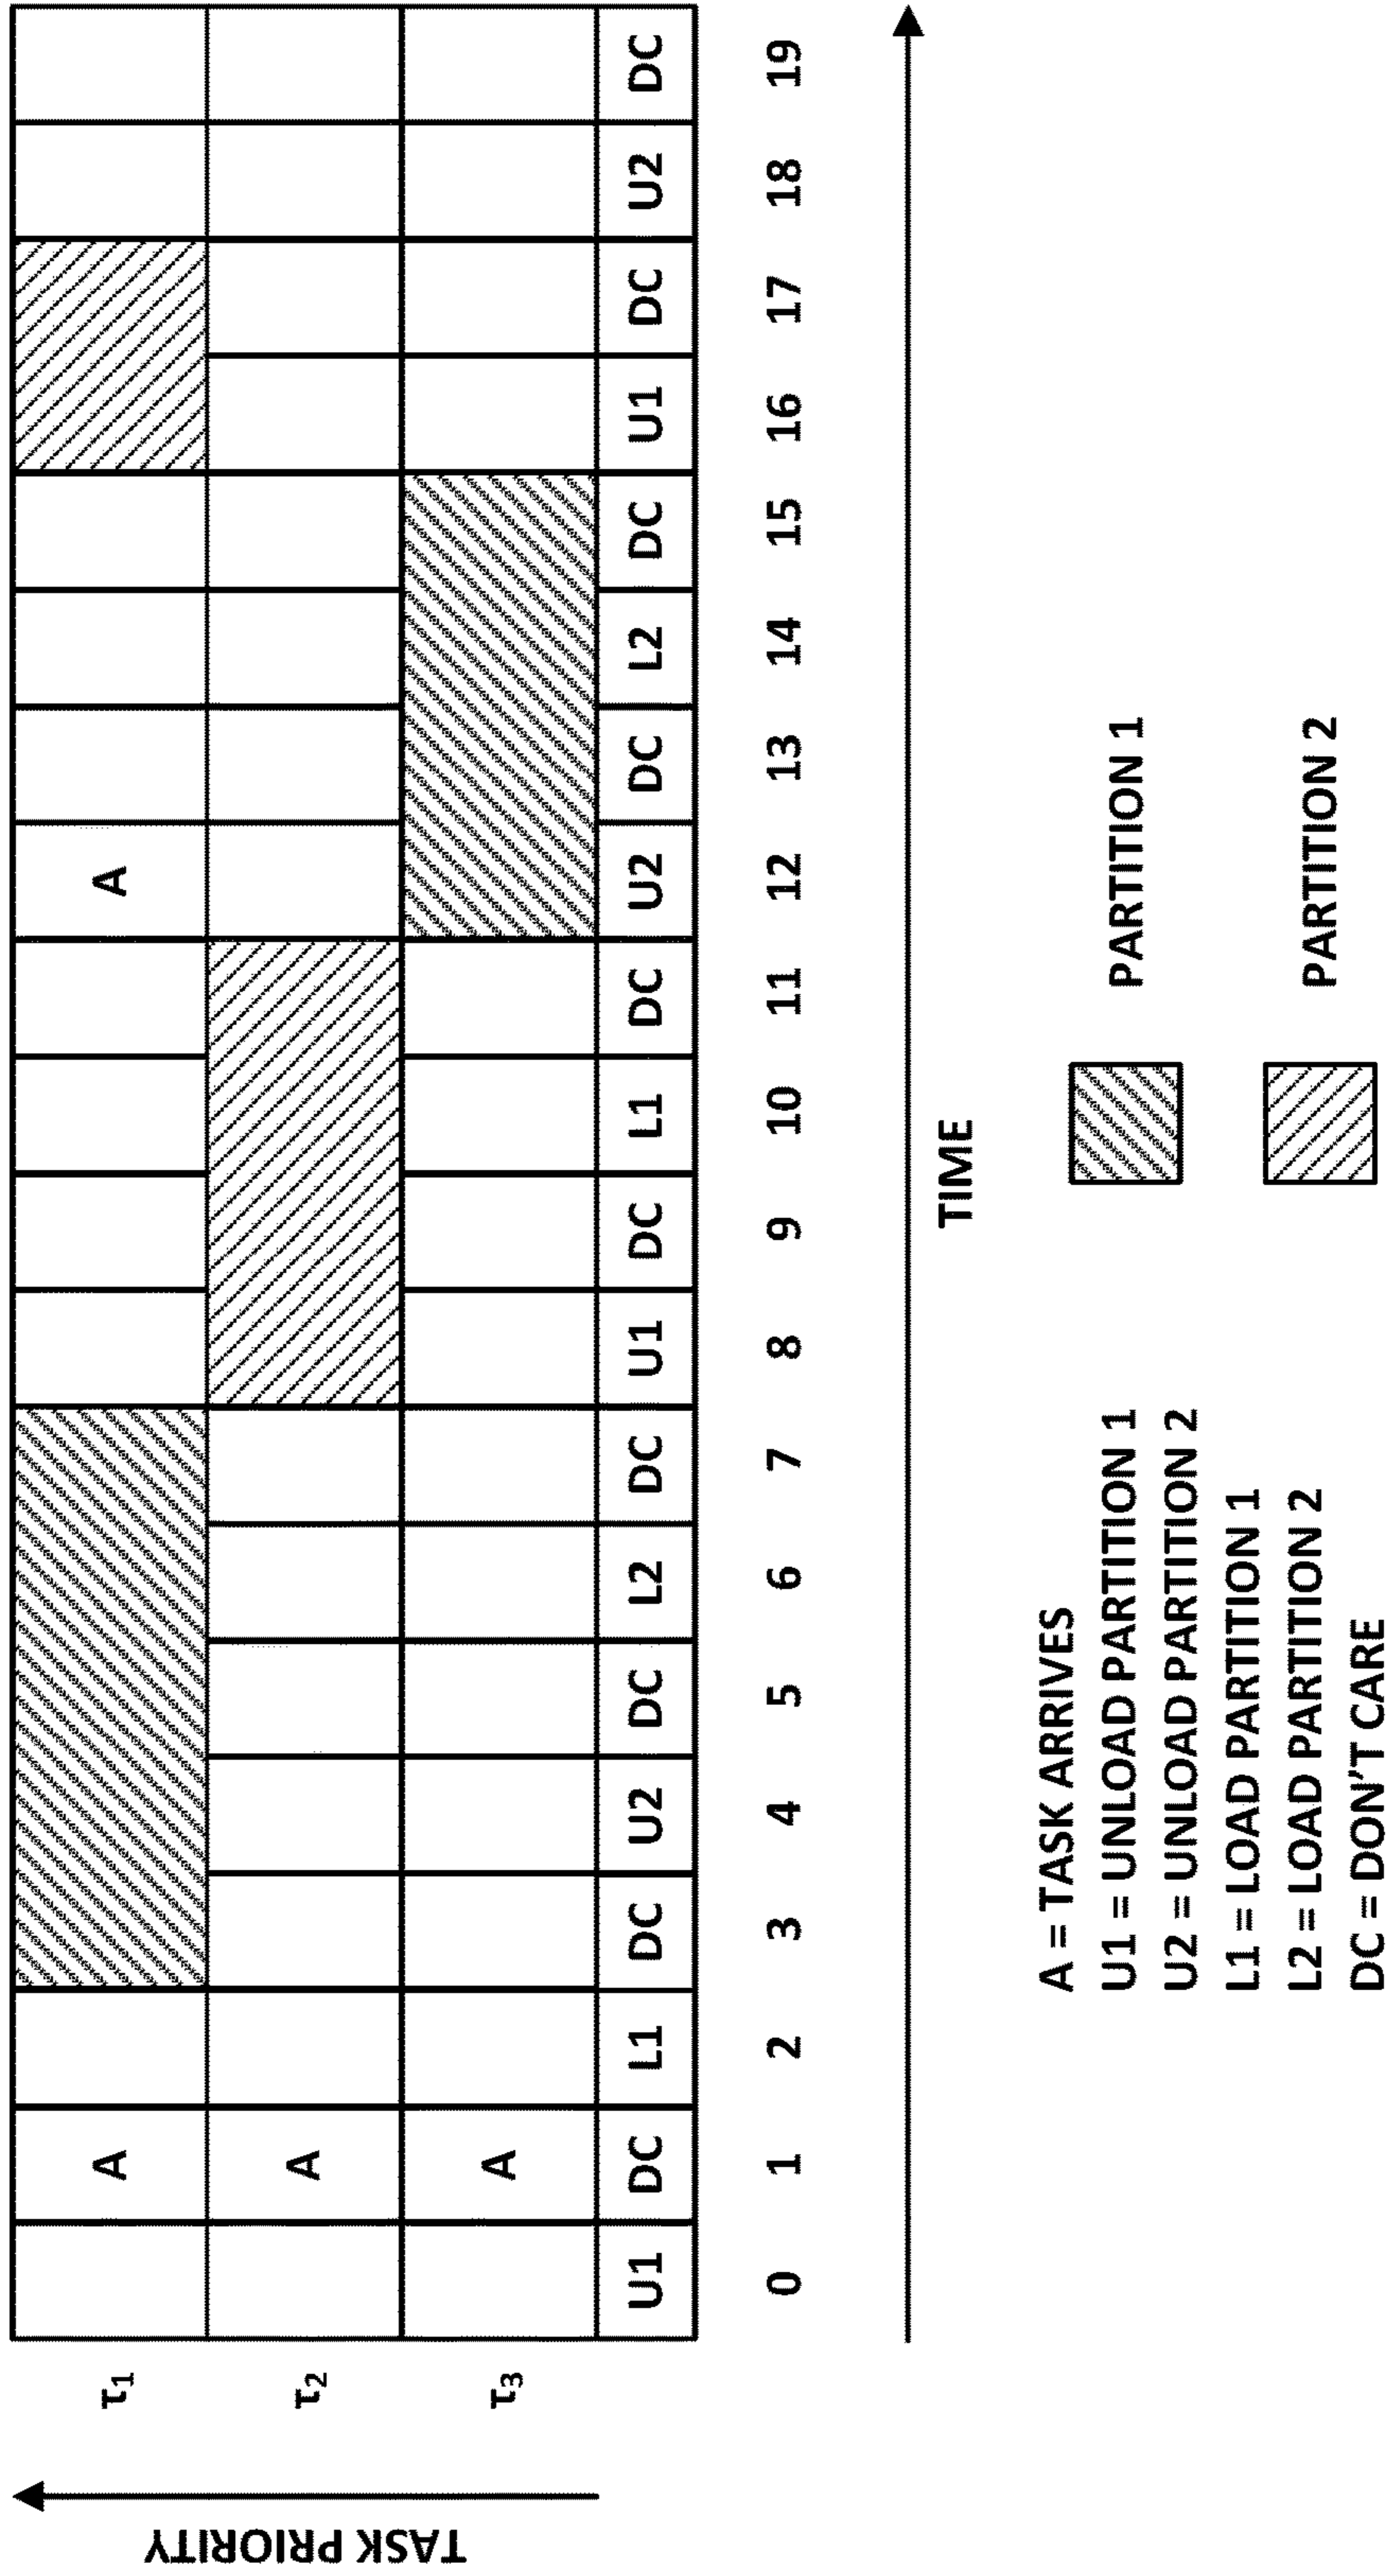 TASK PRIORITY
τ1 A A
τ2 A
τ3 A
U1 DC L1 DC U2 DC L2 DC U1 DC L1 DC U2 DC L2 DC U1 DC U2 DC
0 1 2 3 4 5 6 7 8 9 10 11 12 13 14 15 16 17 18 19
TIME
A = TASK ARRIVES
U1 = UNLOAD PARTITION 1
U2 = UNLOAD PARTITION 2
L1 = LOAD PARTITION 1
L2 = LOAD PARTITION 2
DC = DON'T CARE
PARTITION 1
PARTITION 2